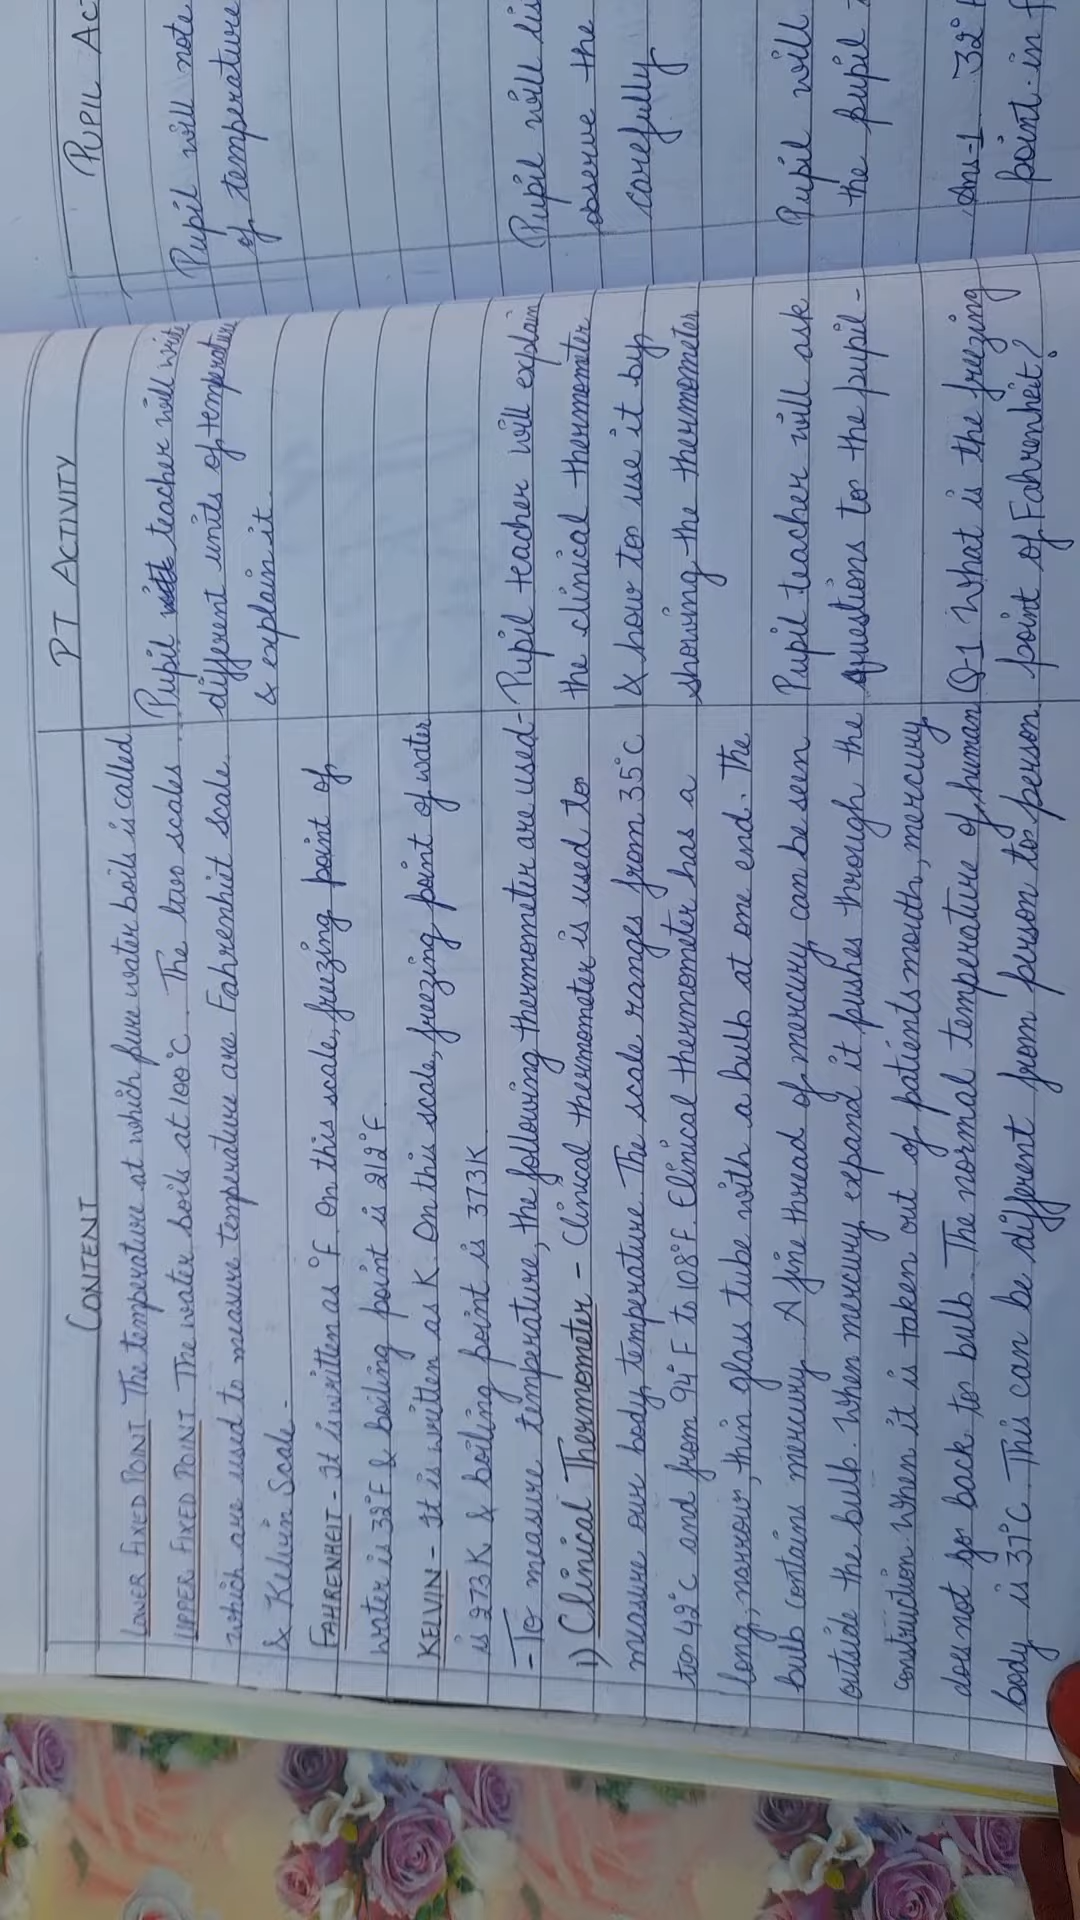 CONTENT
LOWER FIXED POINT The temperature at which pure water boils is called
UPPER FIXED POINT The water boils at 100°C. The two scales
which are used to measure temperature are Fahrenhiet scale
& Kelvin Scale-
FAHRENHEIT - It is written as °F. On this scale, freezing point of
water is 32°F & boiling point is 212°F.
KELVIN - It is written as K. On this scale, freezing point of water
is 273K & boiling point is 373K
- To measure temperature, the following thermometer are used-
i) Clinical Thermometer - Clinical thermometer is used to
measure our body temperature. The scale ranges from 35°C
to 42°C and from 94°F to 108°F. Clinical thermometer has a
long, narrow, thin glass tube with a bulb at one end. The
bulb contains mercury. A fine thread of mercury can be seen
outside the bulb. When mercury expand it pushes through the
constriction. When it is taken out of patients mouth, mercury
does not go back to bulb. The normal temperature of human
body is 37°C. This can be different from person to person.
PT ACTIVITY
Pupil teacher will write
different units of temperature
& explain it.
Pupil teacher will explain
the clinical thermometer
& how to use it by
showing the thermometer
Pupil teacher will ask
questions to the pupil-
Q-1 What is the freezing
point of Fahrenheit?
PUPIL AC
Pupil will note
of temperature
Pupil will
observe the
carefully
Pupil will
the pupil
Ans-1 32°
point in